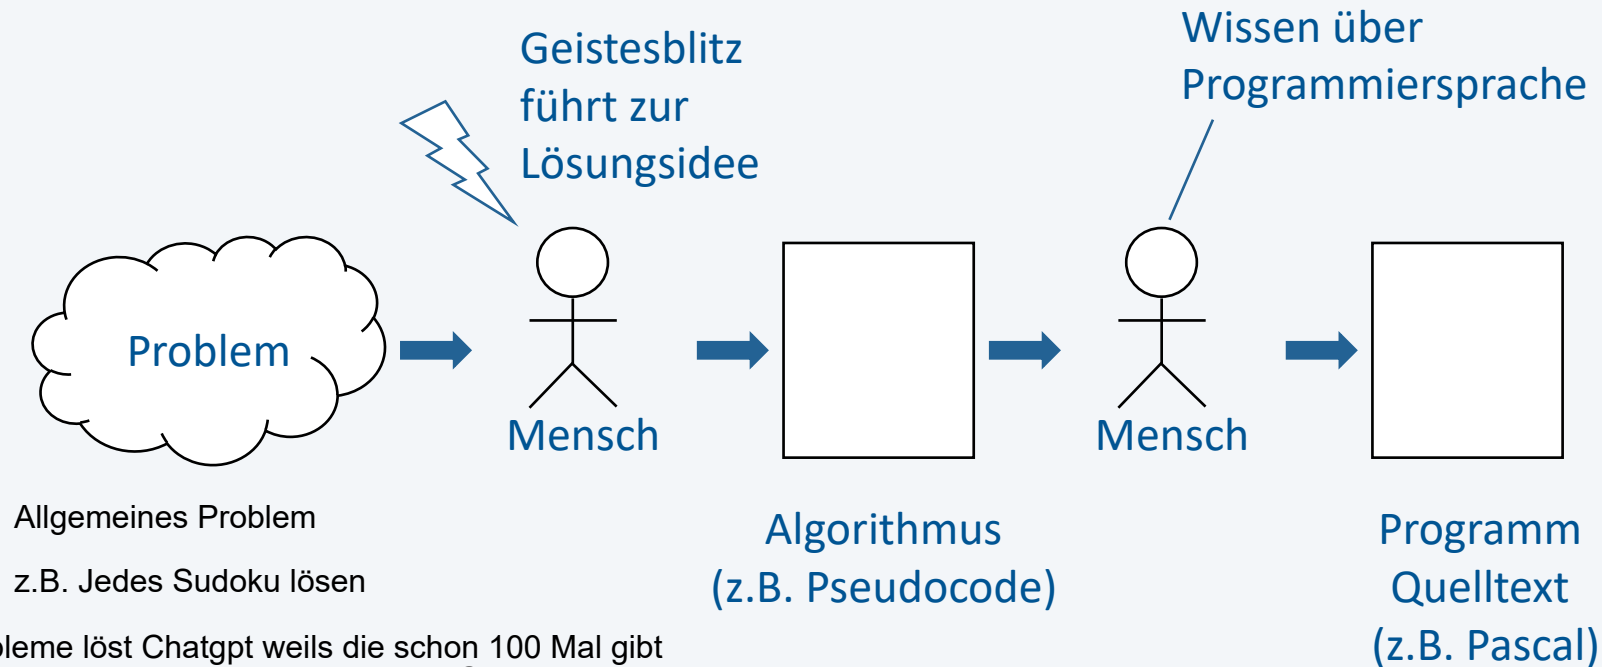 Geistesblitz
führt zur
Lösungsidee
Wissen über
Programmiersprache
Problem
Mensch
Mensch
Allgemeines Problem
z.B. Jedes Sudoku lösen
Algorithmus
(z.B. Pseudocode)
Programm
Quelltext
(z.B. Pascal)
löst Chatgpt weils die schon 100 Mal gibt